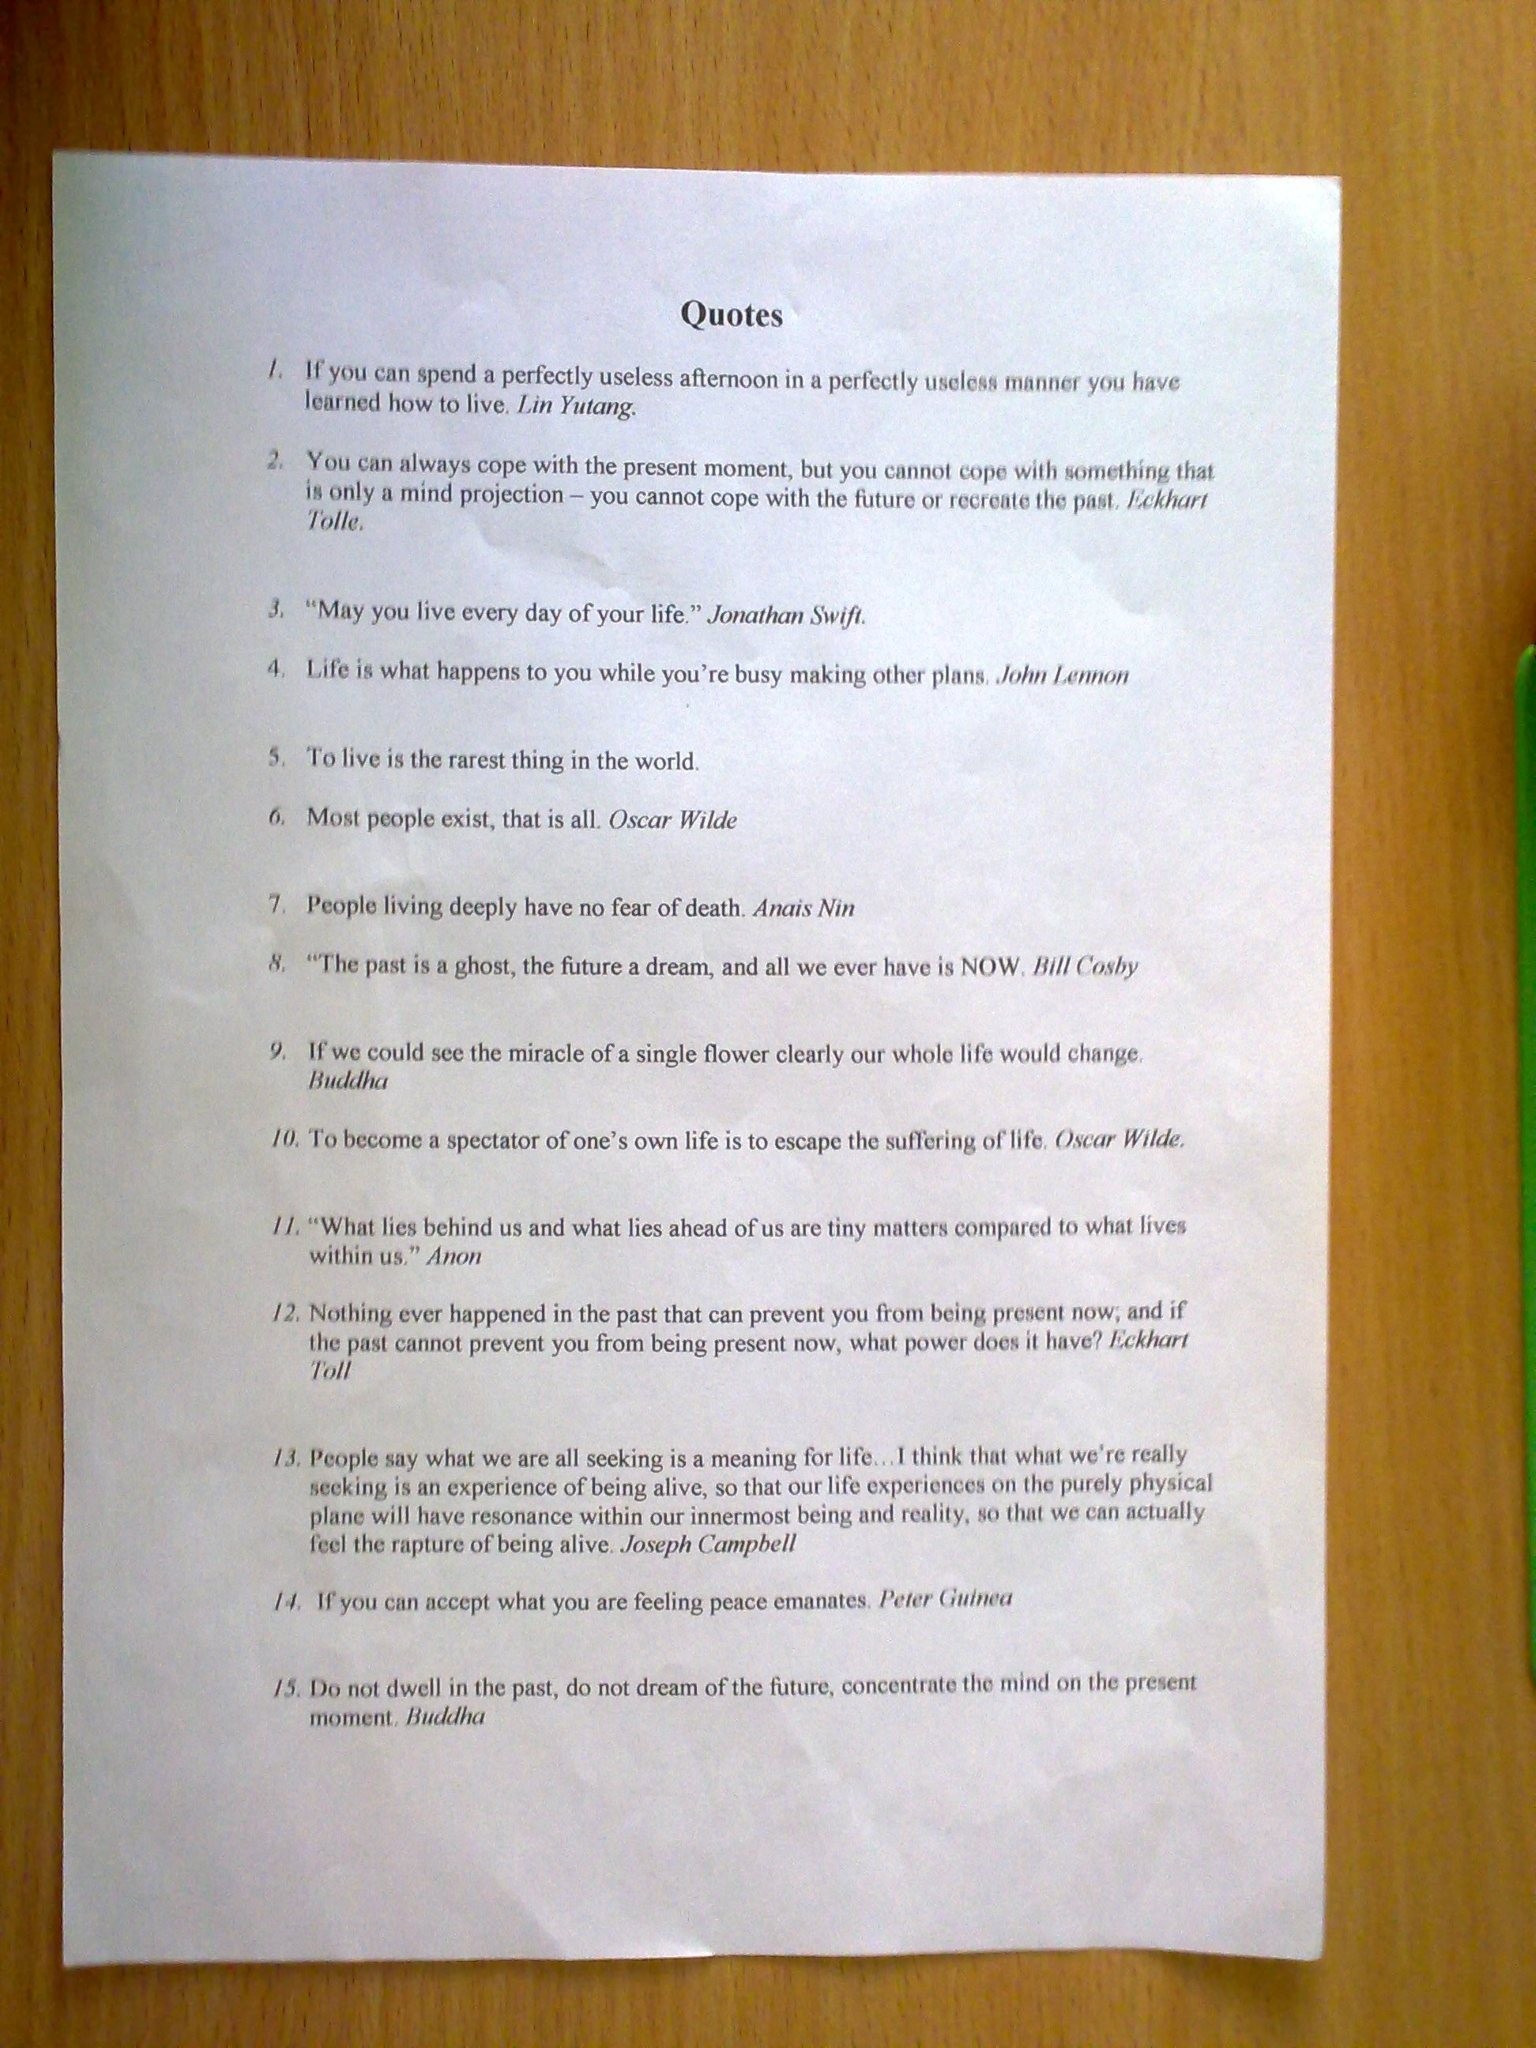 Quotes
1. If you can spend a perfectly useless afternoon in a perfectly useless manner you have
learned how to live. Lin Yutang.
2. You can always cope with the present moment, but you cannot cope with something that
is only a mind projection – you cannot cope with the future or recreate the past. Eckhart
Tolle.
3. “May you live every day of your life.” Jonathan Swift.
4. Life is what happens to you while you’re busy making other plans. John Lennon
5. To live is the rarest thing in the world.
6. Most people exist, that is all. Oscar Wilde
7. People living deeply have no fear of death. Anais Nin
8. “The past is a ghost, the future a dream, and all we ever have is NOW. Bill Cosby
9. If we could see the miracle of a single flower clearly our whole life would change.
Buddha
10. To become a spectator of one’s own life is to escape the suffering of life. Oscar Wilde.
11. “What lies behind us and what lies ahead of us are tiny matters compared to what lives
within us.” Anon
12. Nothing ever happened in the past that can prevent you from being present now; and if
the past cannot prevent you from being present now, what power does it have? Eckhart
Toll
13. People say what we are all seeking is a meaning for life…I think that what we’re really
seeking is an experience of being alive, so that our life experiences on the purely physical
plane will have resonance within our innermost being and reality, so that we can actually
feel the rapture of being alive. Joseph Campbell
14. If you can accept what you are feeling peace emanates. Peter Guinea
15. Do not dwell in the past, do not dream of the future, concentrate the mind on the present
moment. Buddha